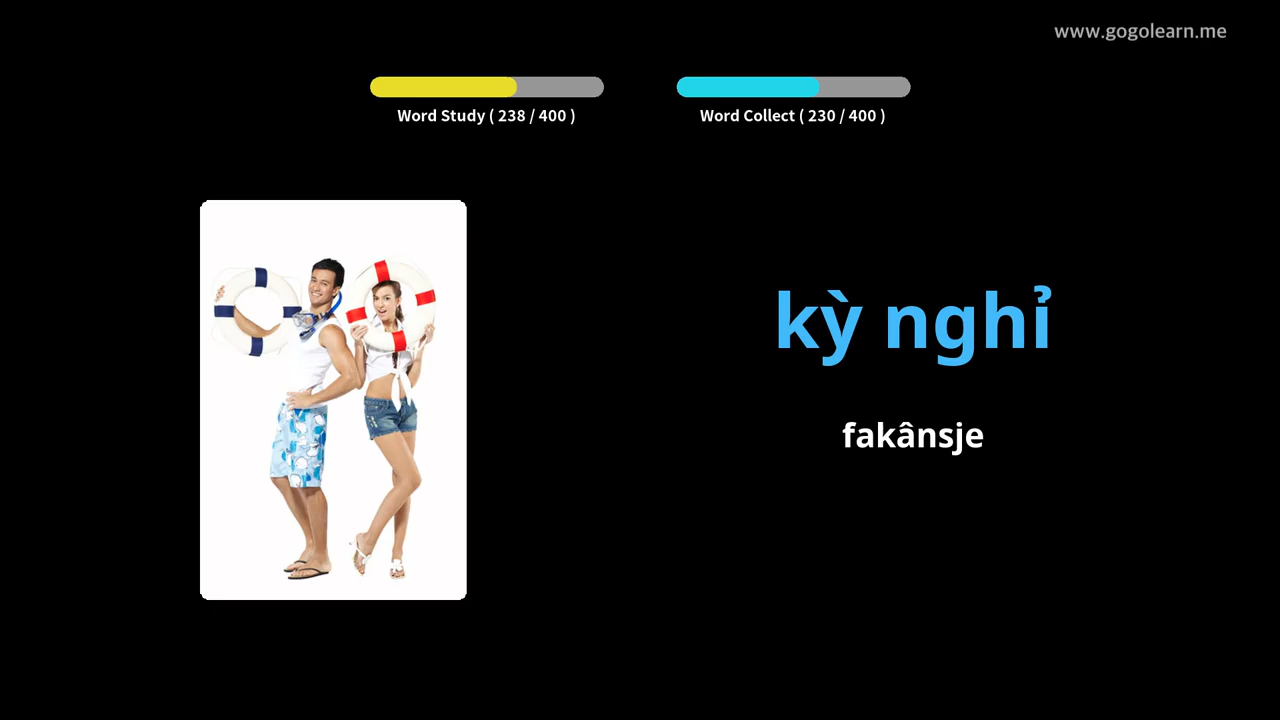 www.gogolearn.me
Word Study ( 238 / 400 )
Word Collect ( 230 / 400 )
kỳ nghỉ
fakânsje